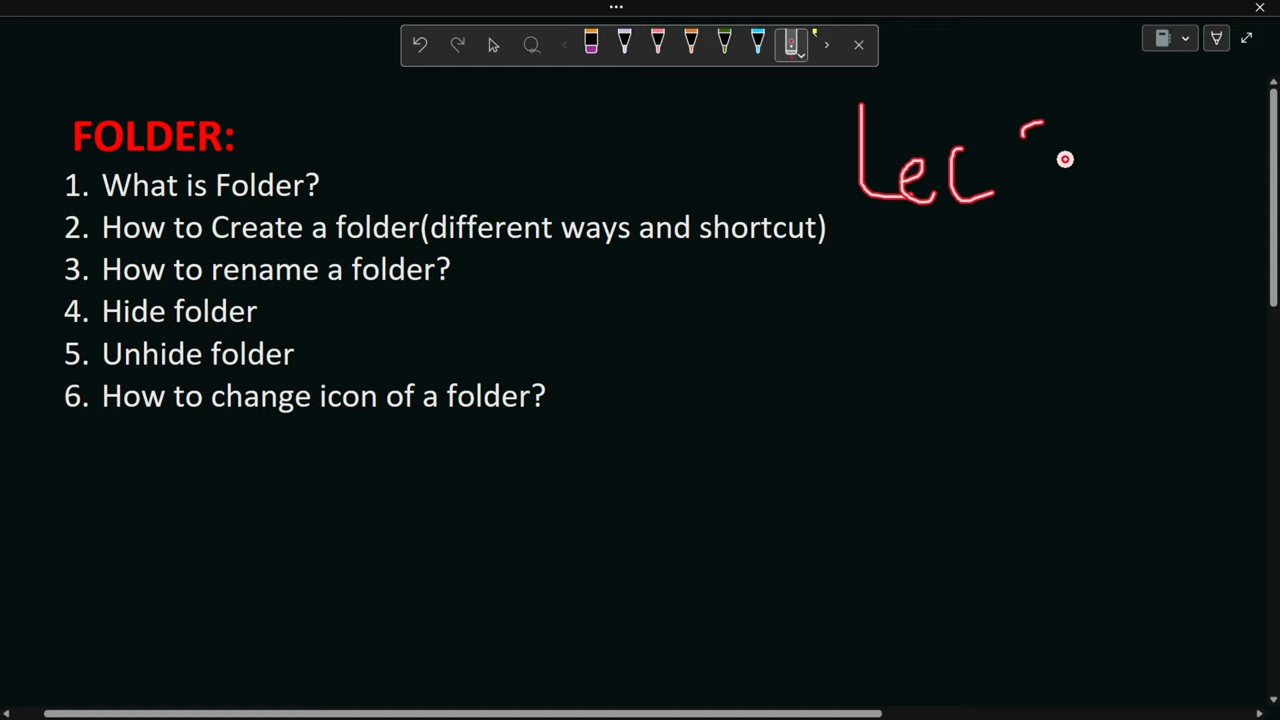 FOLDER:
Lec
1. What is Folder?
2. How to Create a folder(different ways and shortcut)
3. How to rename a folder?
4. Hide folder
5. Unhide folder
6. How to change icon of a folder?